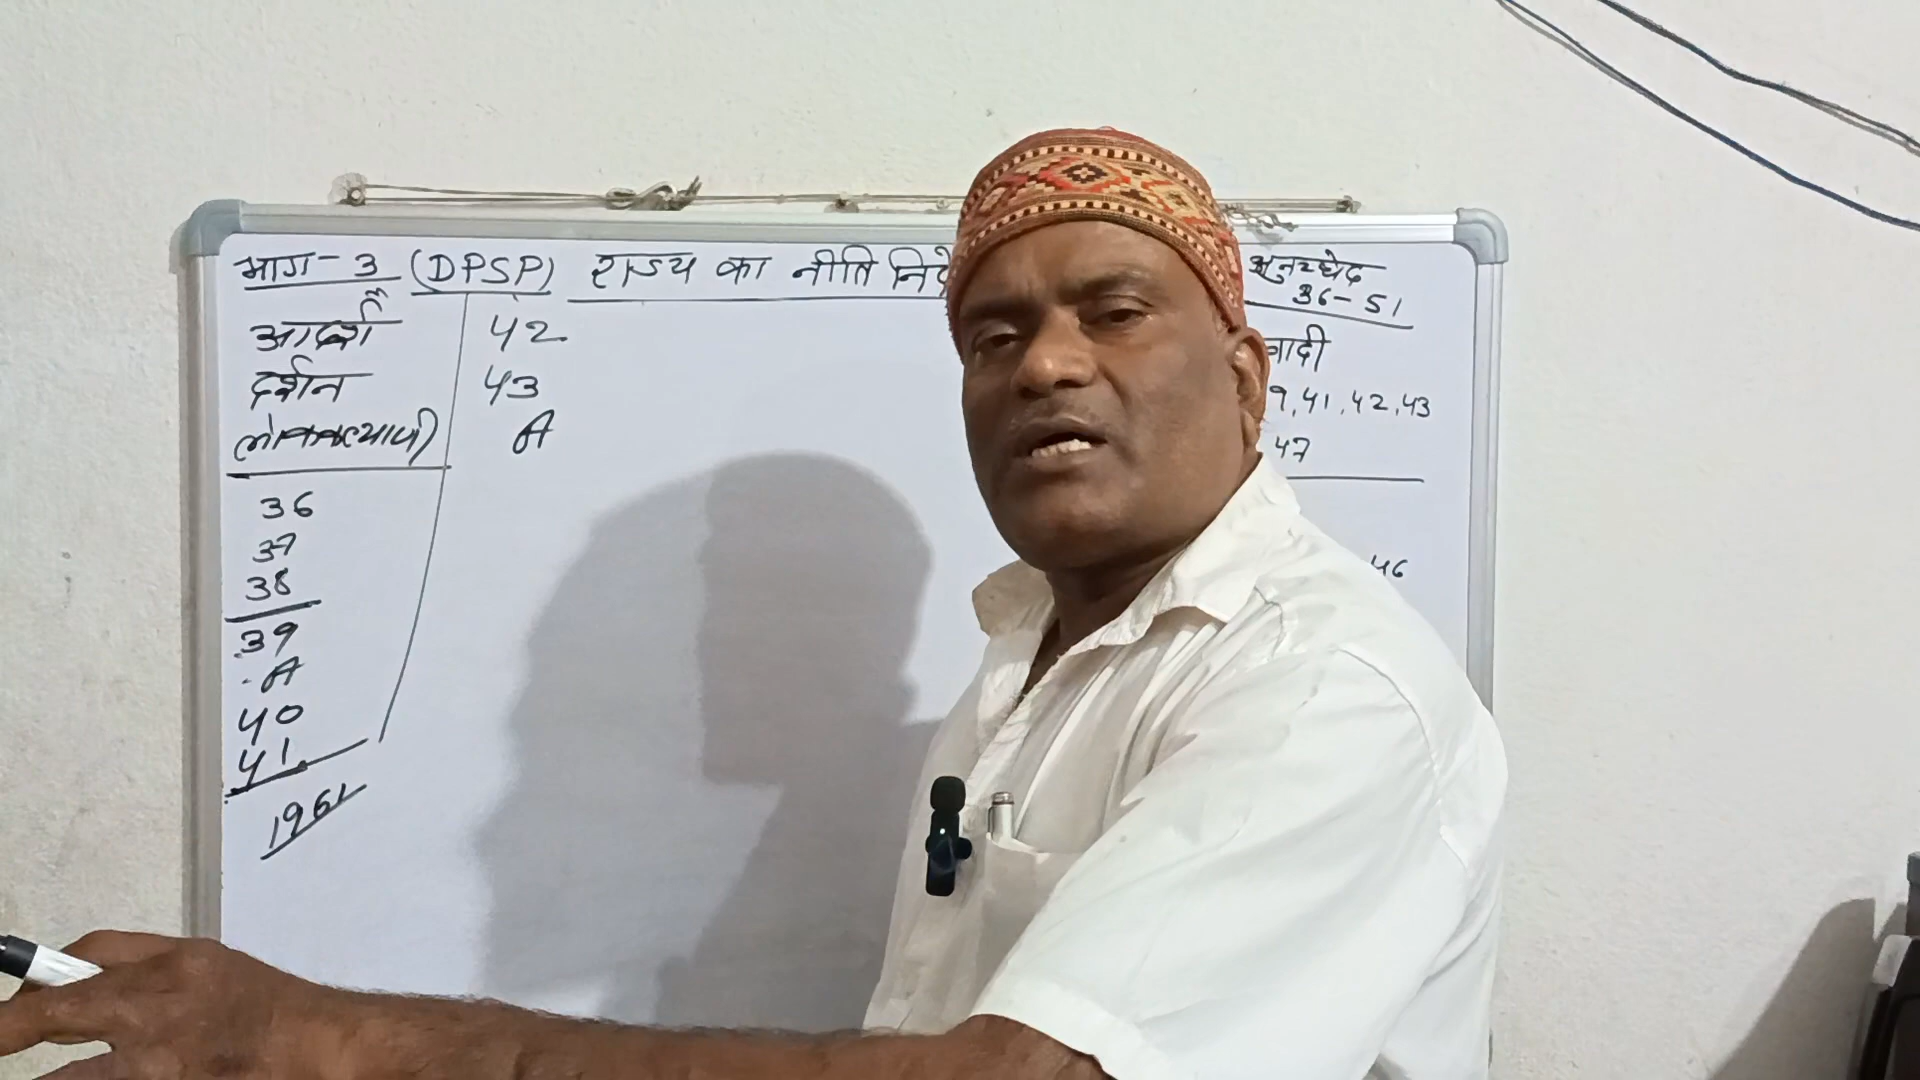 भाग-3 (DPSP) राज्य का नीति अनुच्छेद
36-51
आदर्श 42
दर्शन 43
लोककल्याणी A
36
37
38
39
A
40
41
1961
,41,42,43
47
46